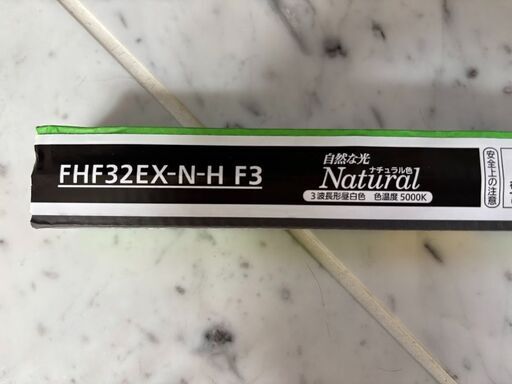 FHF32EX-N-H F3
自然な光
ナチュラル色
Natural
3波長形昼白色 色温度 5000K
安全上の注意